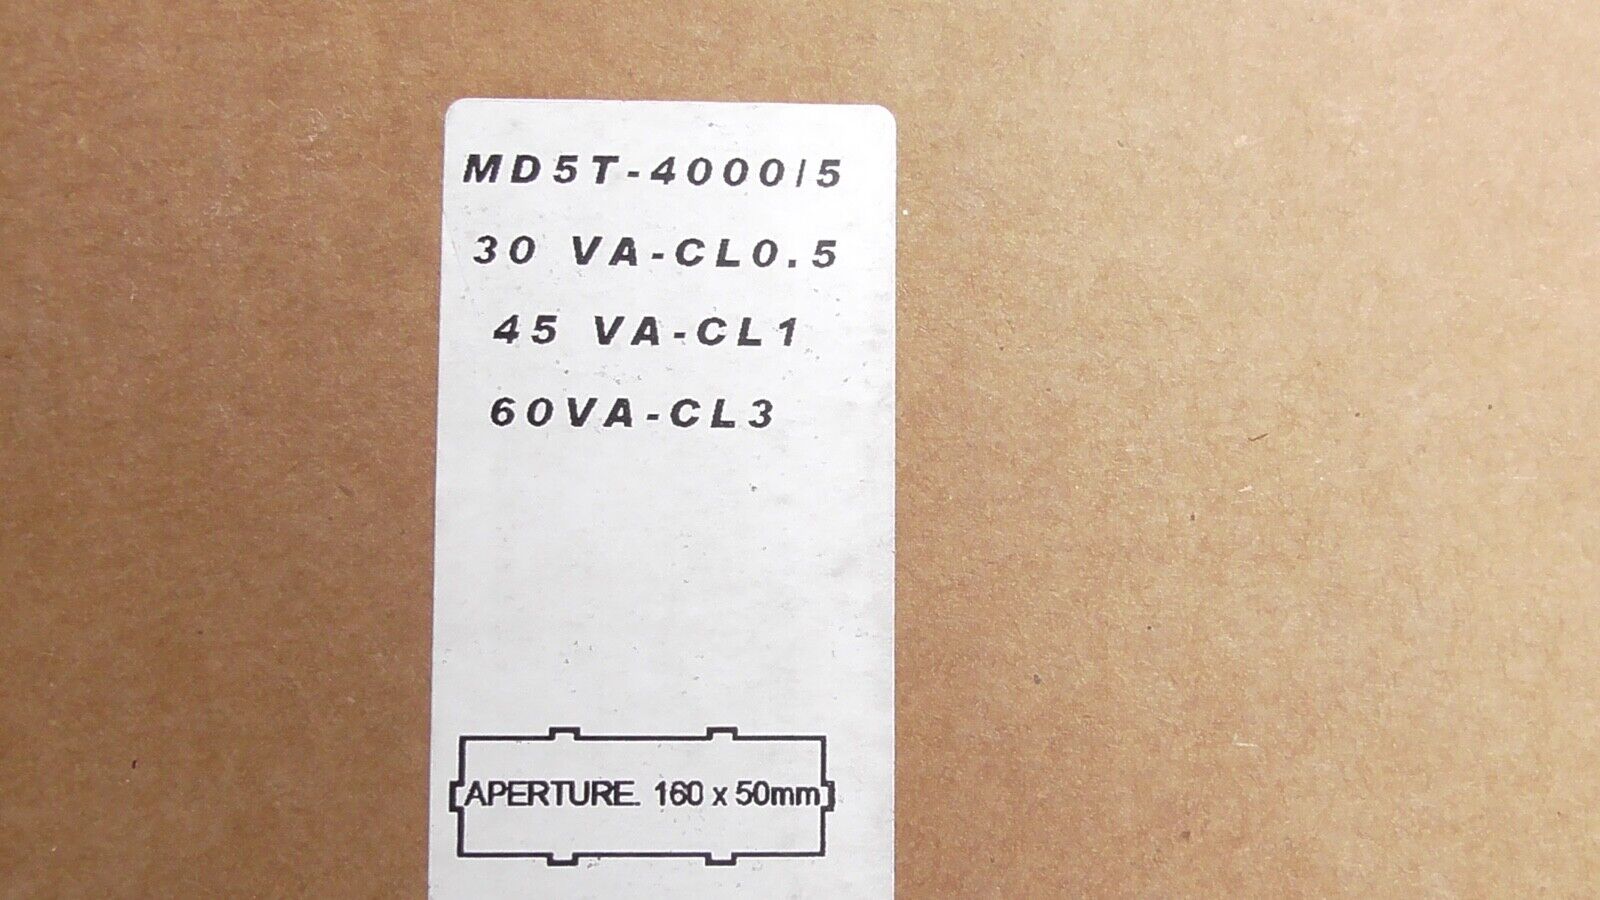 MD5T-4000/5
30 VA-CL0.5
45 VA-CL1
60VA-CL3
APERTURE. 160 x 50mm